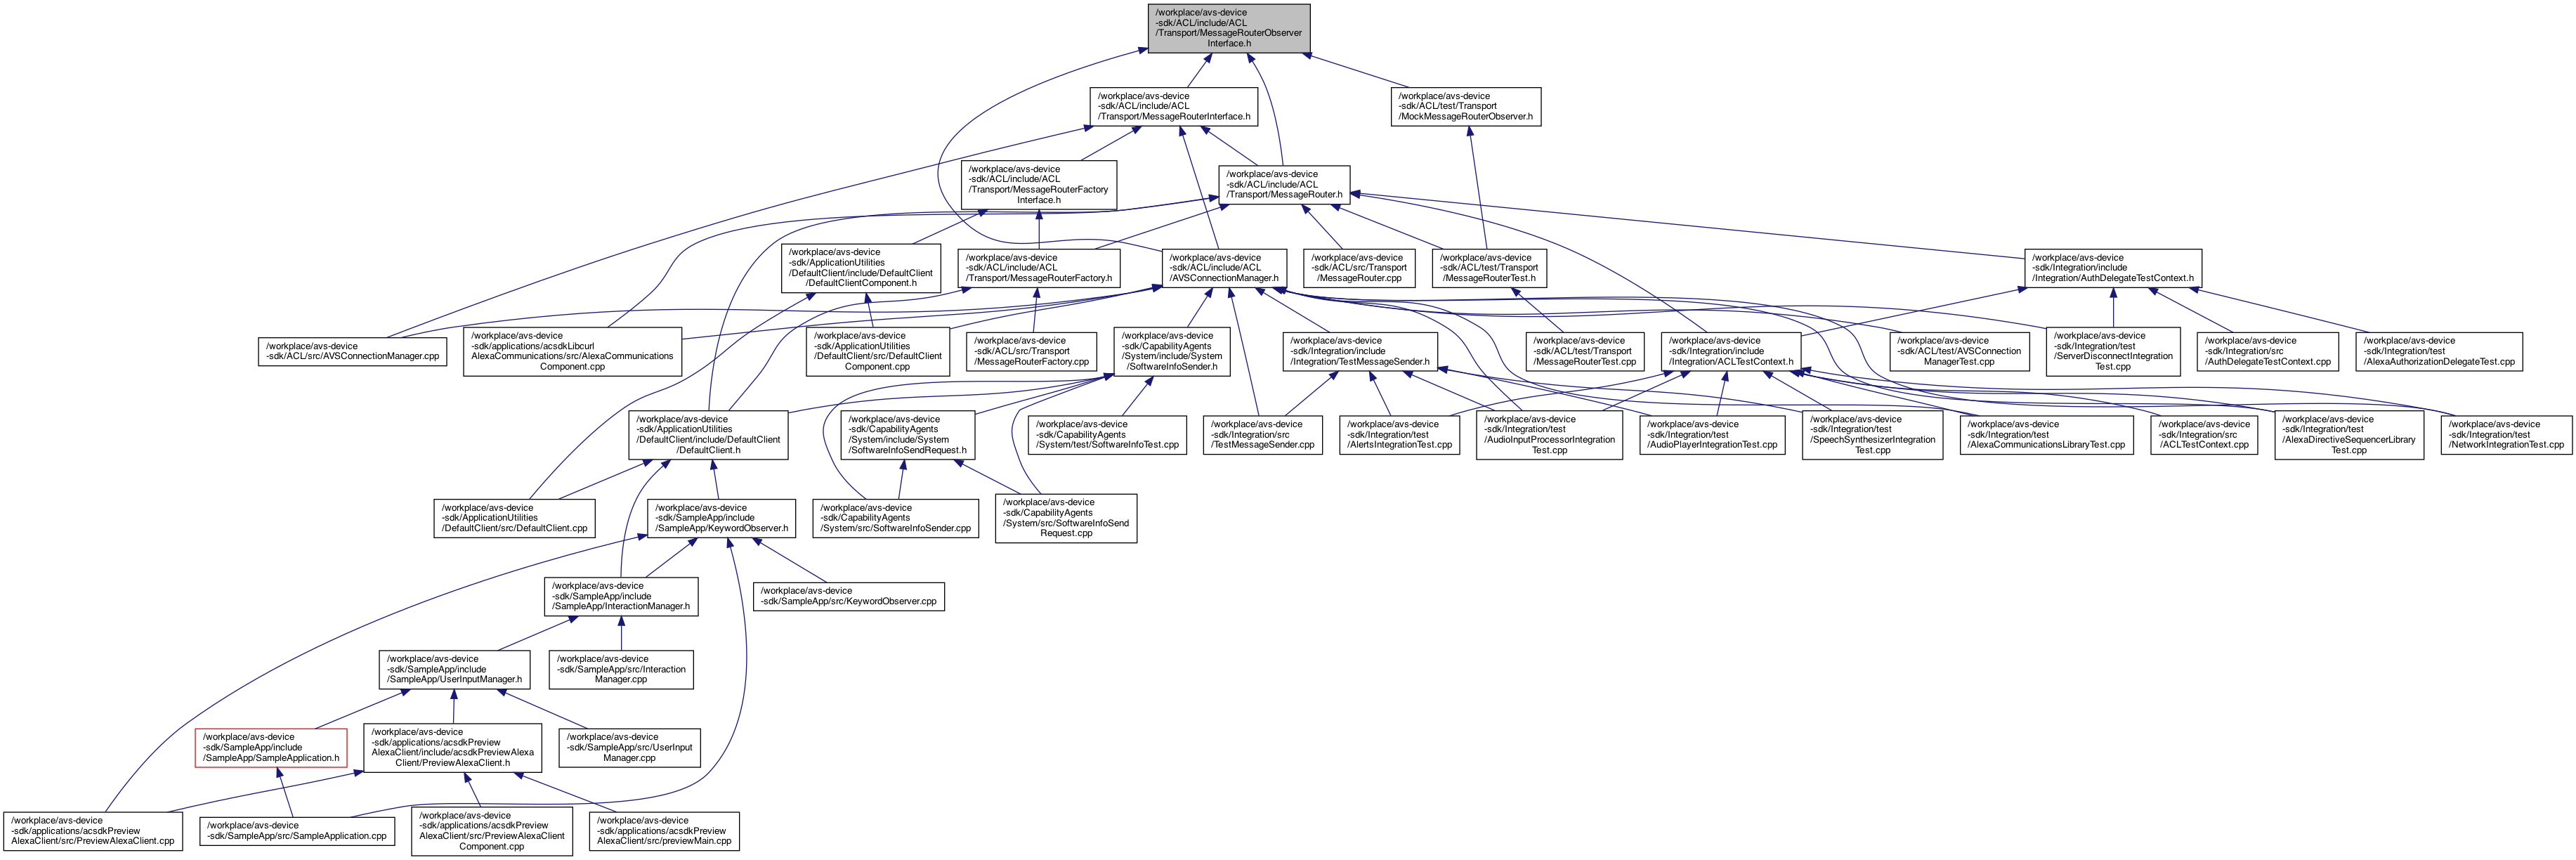 /workplace/avs-device
-sdk/ACL/include/ACL
/Transport/MessageRouterObserver
Interface.h
/workplace/avs-device
-sdk/ACL/include/ACL
/Transport/MessageRouterInterface.h
/workplace/avs-device
-sdk/ACL/test/Transport
/MockMessageRouterObserver.h
/workplace/avs-device
-sdk/ACL/include/ACL
/Transport/MessageRouterFactory
Interface.h
/workplace/avs-device
-sdk/ACL/include/ACL
/Transport/MessageRouter.h
/workplace/avs-device
-sdk/ApplicationUtilities
/DefaultClient/include/DefaultClient
/DefaultClientComponent.h
/workplace/avs-device
-sdk/ACL/include/ACL
/Transport/MessageRouterFactory.h
/workplace/avs-device
-sdk/ACL/include/ACL
/AVSConnectionManager.h
/workplace/avs-device
-sdk/ACL/src/Transport
/MessageRouter.cpp
/workplace/avs-device
-sdk/ACL/test/Transport
/MessageRouterTest.h
/workplace/avs-device
-sdk/Integration/include
/Integration/AuthDelegateTestContext.h
/workplace/avs-device
-sdk/ACL/src/AVSConnectionManager.cpp
/workplace/avs-device
-sdk/applications/acsdkLibcurl
AlexaCommunications/src/AlexaCommunications
Component.cpp
/workplace/avs-device
-sdk/ApplicationUtilities
/DefaultClient/src/DefaultClient
Component.cpp
/workplace/avs-device
-sdk/ACL/src/Transport
/MessageRouterFactory.cpp
/workplace/avs-device
-sdk/CapabilityAgents
/System/include/System
/SoftwareInfoSender.h
/workplace/avs-device
-sdk/Integration/include
/Integration/TestMessageSender.h
/workplace/avs-device
-sdk/ACL/test/Transport
/MessageRouterTest.cpp
/workplace/avs-device
-sdk/Integration/include
/Integration/ACLTestContext.h
/workplace/avs-device
-sdk/ACL/test/AVSConnection
ManagerTest.cpp
/workplace/avs-device
-sdk/Integration/test
/ServerDisconnectIntegration
Test.cpp
/workplace/avs-device
-sdk/Integration/src
/AuthDelegateTestContext.cpp
/workplace/avs-device
-sdk/Integration/test
/AlexaAuthorizationDelegateTest.cpp
/workplace/avs-device
-sdk/ApplicationUtilities
/DefaultClient/include/DefaultClient
/DefaultClient.h
/workplace/avs-device
-sdk/CapabilityAgents
/System/include/System
/SoftwareInfoSendRequest.h
/workplace/avs-device
-sdk/CapabilityAgents
/System/test/SoftwareInfoTest.cpp
/workplace/avs-device
-sdk/Integration/src
/TestMessageSender.cpp
/workplace/avs-device
-sdk/Integration/test
/AlertsIntegrationTest.cpp
/workplace/avs-device
-sdk/Integration/test
/AudioInputProcessorIntegration
Test.cpp
/workplace/avs-device
-sdk/Integration/test
/AudioPlayerIntegrationTest.cpp
/workplace/avs-device
-sdk/Integration/test
/SpeechSynthesizerIntegration
Test.cpp
/workplace/avs-device
-sdk/Integration/test
/AlexaCommunicationsLibraryTest.cpp
/workplace/avs-device
-sdk/Integration/src
/ACLTestContext.cpp
/workplace/avs-device
-sdk/Integration/test
/AlexaDirectiveSequencerLibrary
Test.cpp
/workplace/avs-device
-sdk/Integration/test
/NetworkIntegrationTest.cpp
/workplace/avs-device
-sdk/ApplicationUtilities
/DefaultClient/src/DefaultClient.cpp
/workplace/avs-device
-sdk/SampleApp/include
/SampleApp/KeywordObserver.h
/workplace/avs-device
-sdk/CapabilityAgents
/System/src/SoftwareInfoSender.cpp
/workplace/avs-device
-sdk/CapabilityAgents
/System/src/SoftwareInfoSend
Request.cpp
/workplace/avs-device
-sdk/SampleApp/include
/SampleApp/InteractionManager.h
/workplace/avs-device
-sdk/SampleApp/src/KeywordObserver.cpp
/workplace/avs-device
-sdk/SampleApp/include
/SampleApp/UserInputManager.h
/workplace/avs-device
-sdk/SampleApp/src/Interaction
Manager.cpp
/workplace/avs-device
-sdk/SampleApp/include
/SampleApp/SampleApplication.h
/workplace/avs-device
-sdk/applications/acsdkPreview
AlexaClient/include/acsdkPreviewAlexa
Client/PreviewAlexaClient.h
/workplace/avs-device
-sdk/SampleApp/src/UserInput
Manager.cpp
/workplace/avs-device
-sdk/applications/acsdkPreview
AlexaClient/src/PreviewAlexaClient.cpp
/workplace/avs-device
-sdk/SampleApp/src/SampleApplication.cpp
/workplace/avs-device
-sdk/applications/acsdkPreview
AlexaClient/src/PreviewAlexaClient
Component.cpp
/workplace/avs-device
-sdk/applications/acsdkPreview
AlexaClient/src/previewMain.cpp